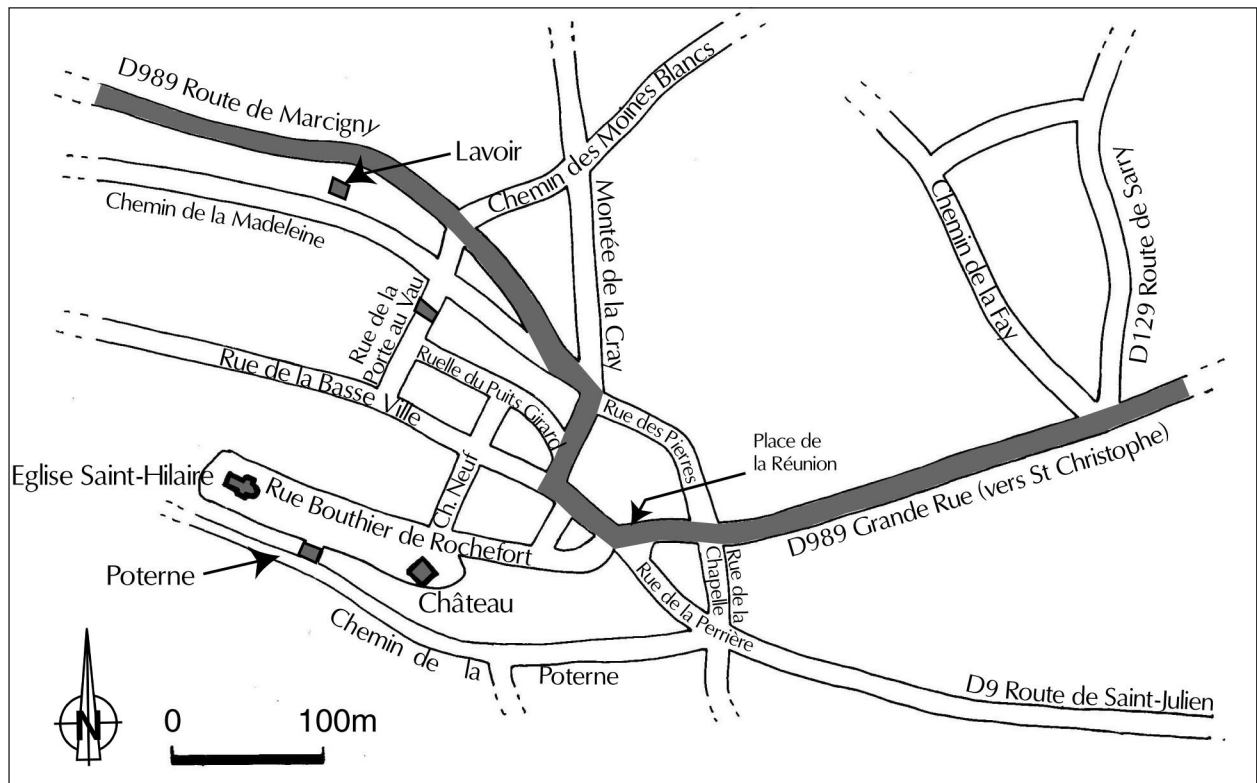 D989 Route de Marcigny
Lavoir
Chemin des Moines Blancs
Chemin de la Madeleine
Montée de la Cray
Chemin de la Fay
D129 Route de Sarry
Rue de la
Porte au Vau
Rue de la Basse Ville
Ruelle du Puits Girard
Rue des Pierres
Place de
la Réunion
Eglise Saint-Hilaire
Rue Bouthier de Rochefort
Ch. Neuf
D989 Grande Rue (vers St Christophe)
Poterne
Château
Rue de la
Chapelle
Rue de la Perrière
Chemin de la
Poterne
D9 Route de Saint-Julien
N
0 100m